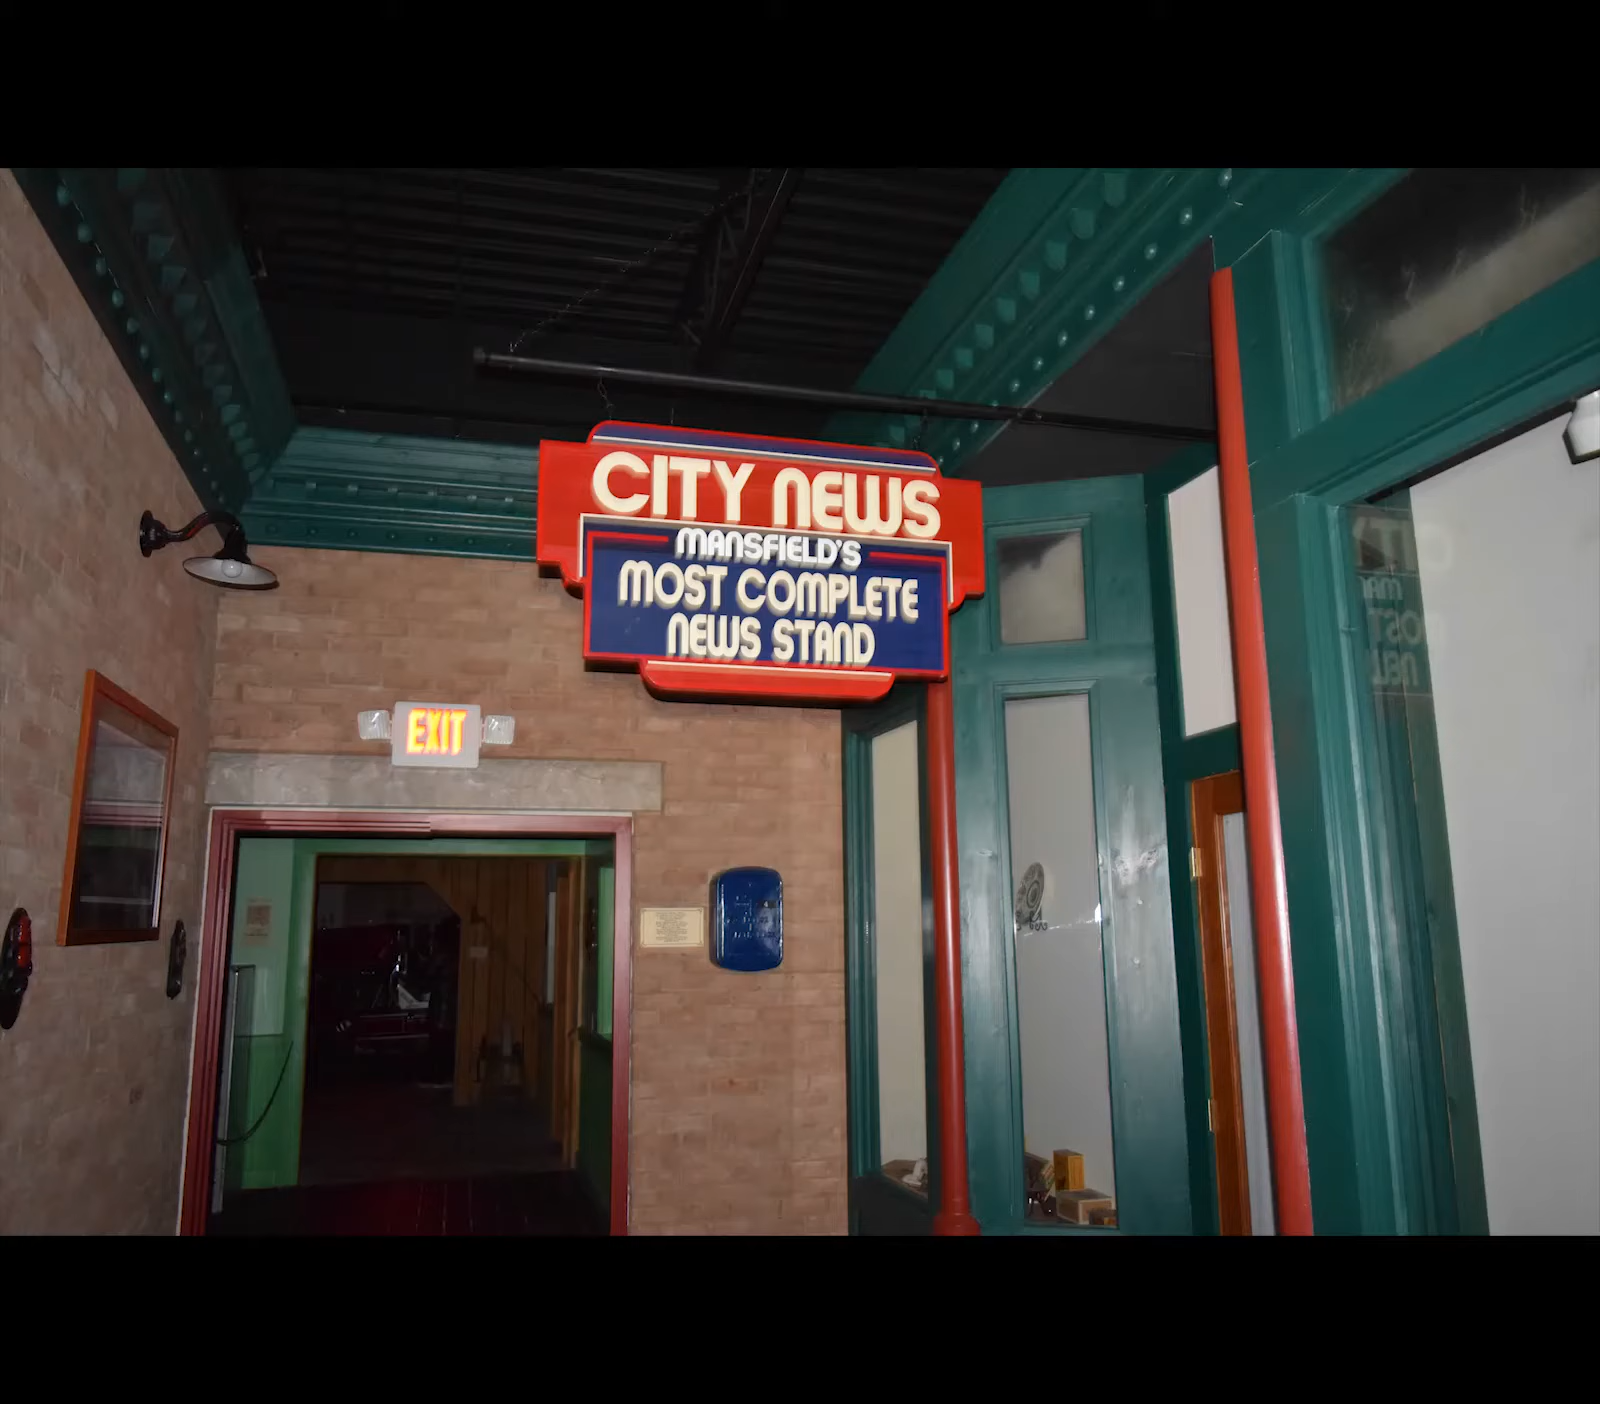 CITY NEWS
MANSFIELD'S
MOST COMPLETE
NEWS STAND
EXIT